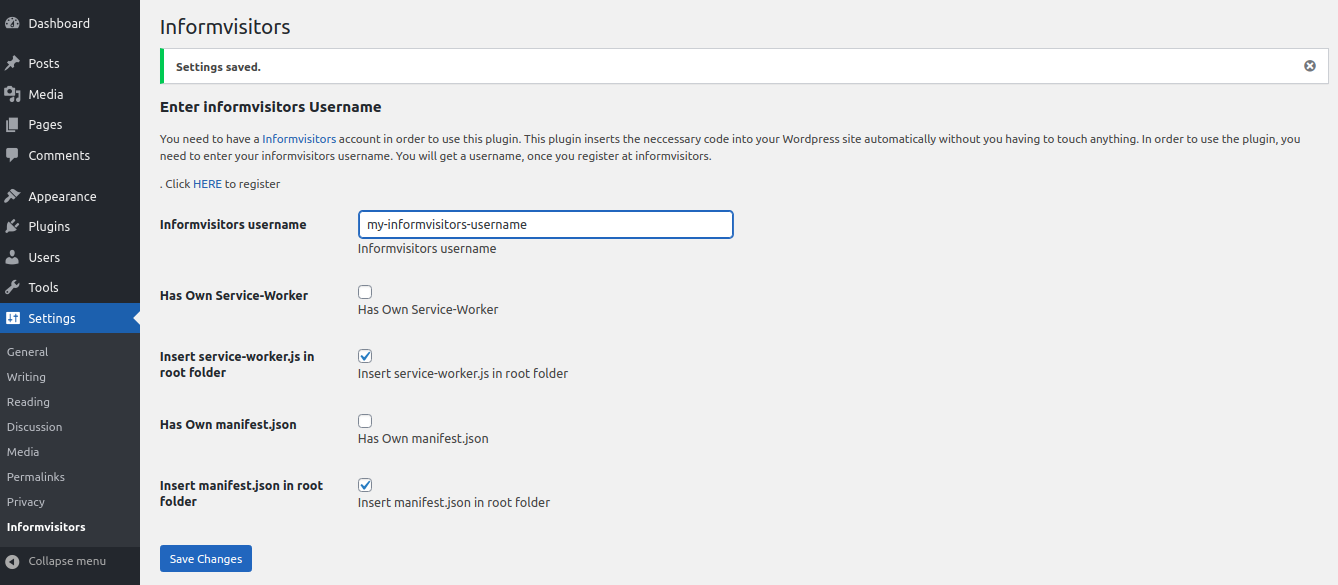 Dashboard
Posts
Media
Pages
Comments
Appearance
Plugins
Users
Tools
Settings
General
Writing
Reading
Discussion
Media
Permalinks
Privacy
Informvisitors
Collapse menu
Informvisitors
Settings saved.
Enter informvisitors Username
You need to have a Informvisitors account in order to use this plugin. This plugin inserts the neccessary code into your Wordpress site automatically without you having to touch anything. In order to use the plugin, you
need to enter your informvisitors username. You will get a username, once you register at informvisitors.
. Click HERE to register
Informvisitors username
my-informvisitors-username
Informvisitors username
Has Own Service-Worker
Has Own Service-Worker
Insert service-worker.js in
root folder
Insert service-worker.js in root folder
Has Own manifest.json
Has Own manifest.json
Insert manifest.json in root
folder
Insert manifest.json in root folder
Save Changes